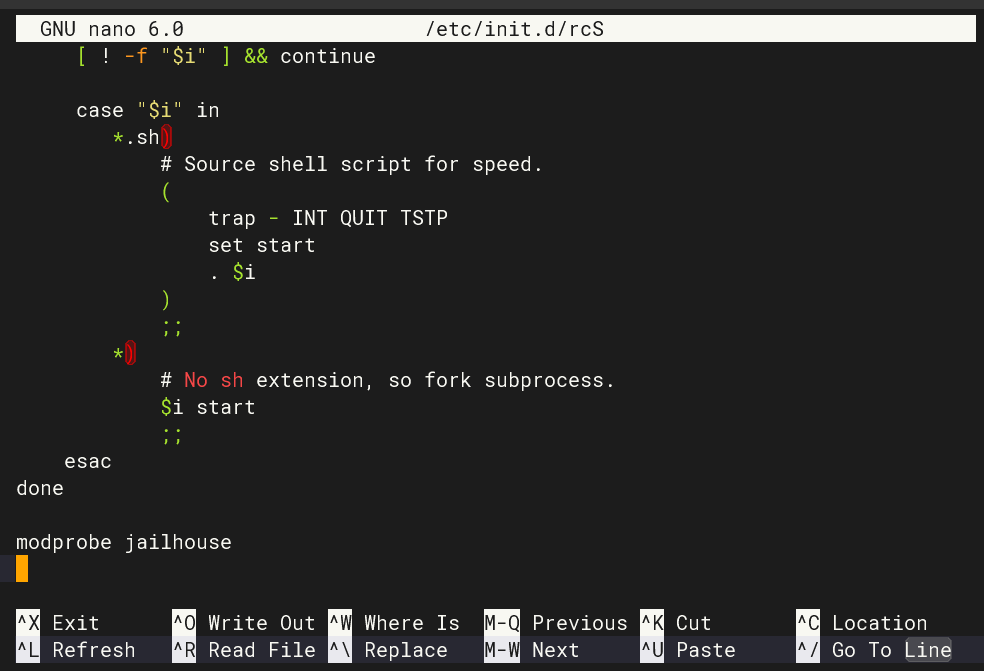 GNU nano 6.0 /etc/init.d/rcS
[ ! -f "$i" ] && continue
case "$i" in
*.sh)
# Source shell script for speed.
(
trap - INT QUIT TSTP
set start
. $i
)
;;
*)
# No sh extension, so fork subprocess.
$i start
;;
esac
done
modprobe jailhouse
^X Exit ^O Write Out ^W Where Is M-Q Previous ^K Cut ^C Location
^L Refresh ^R Read File ^\ Replace M-W Next ^U Paste ^/ Go To Line